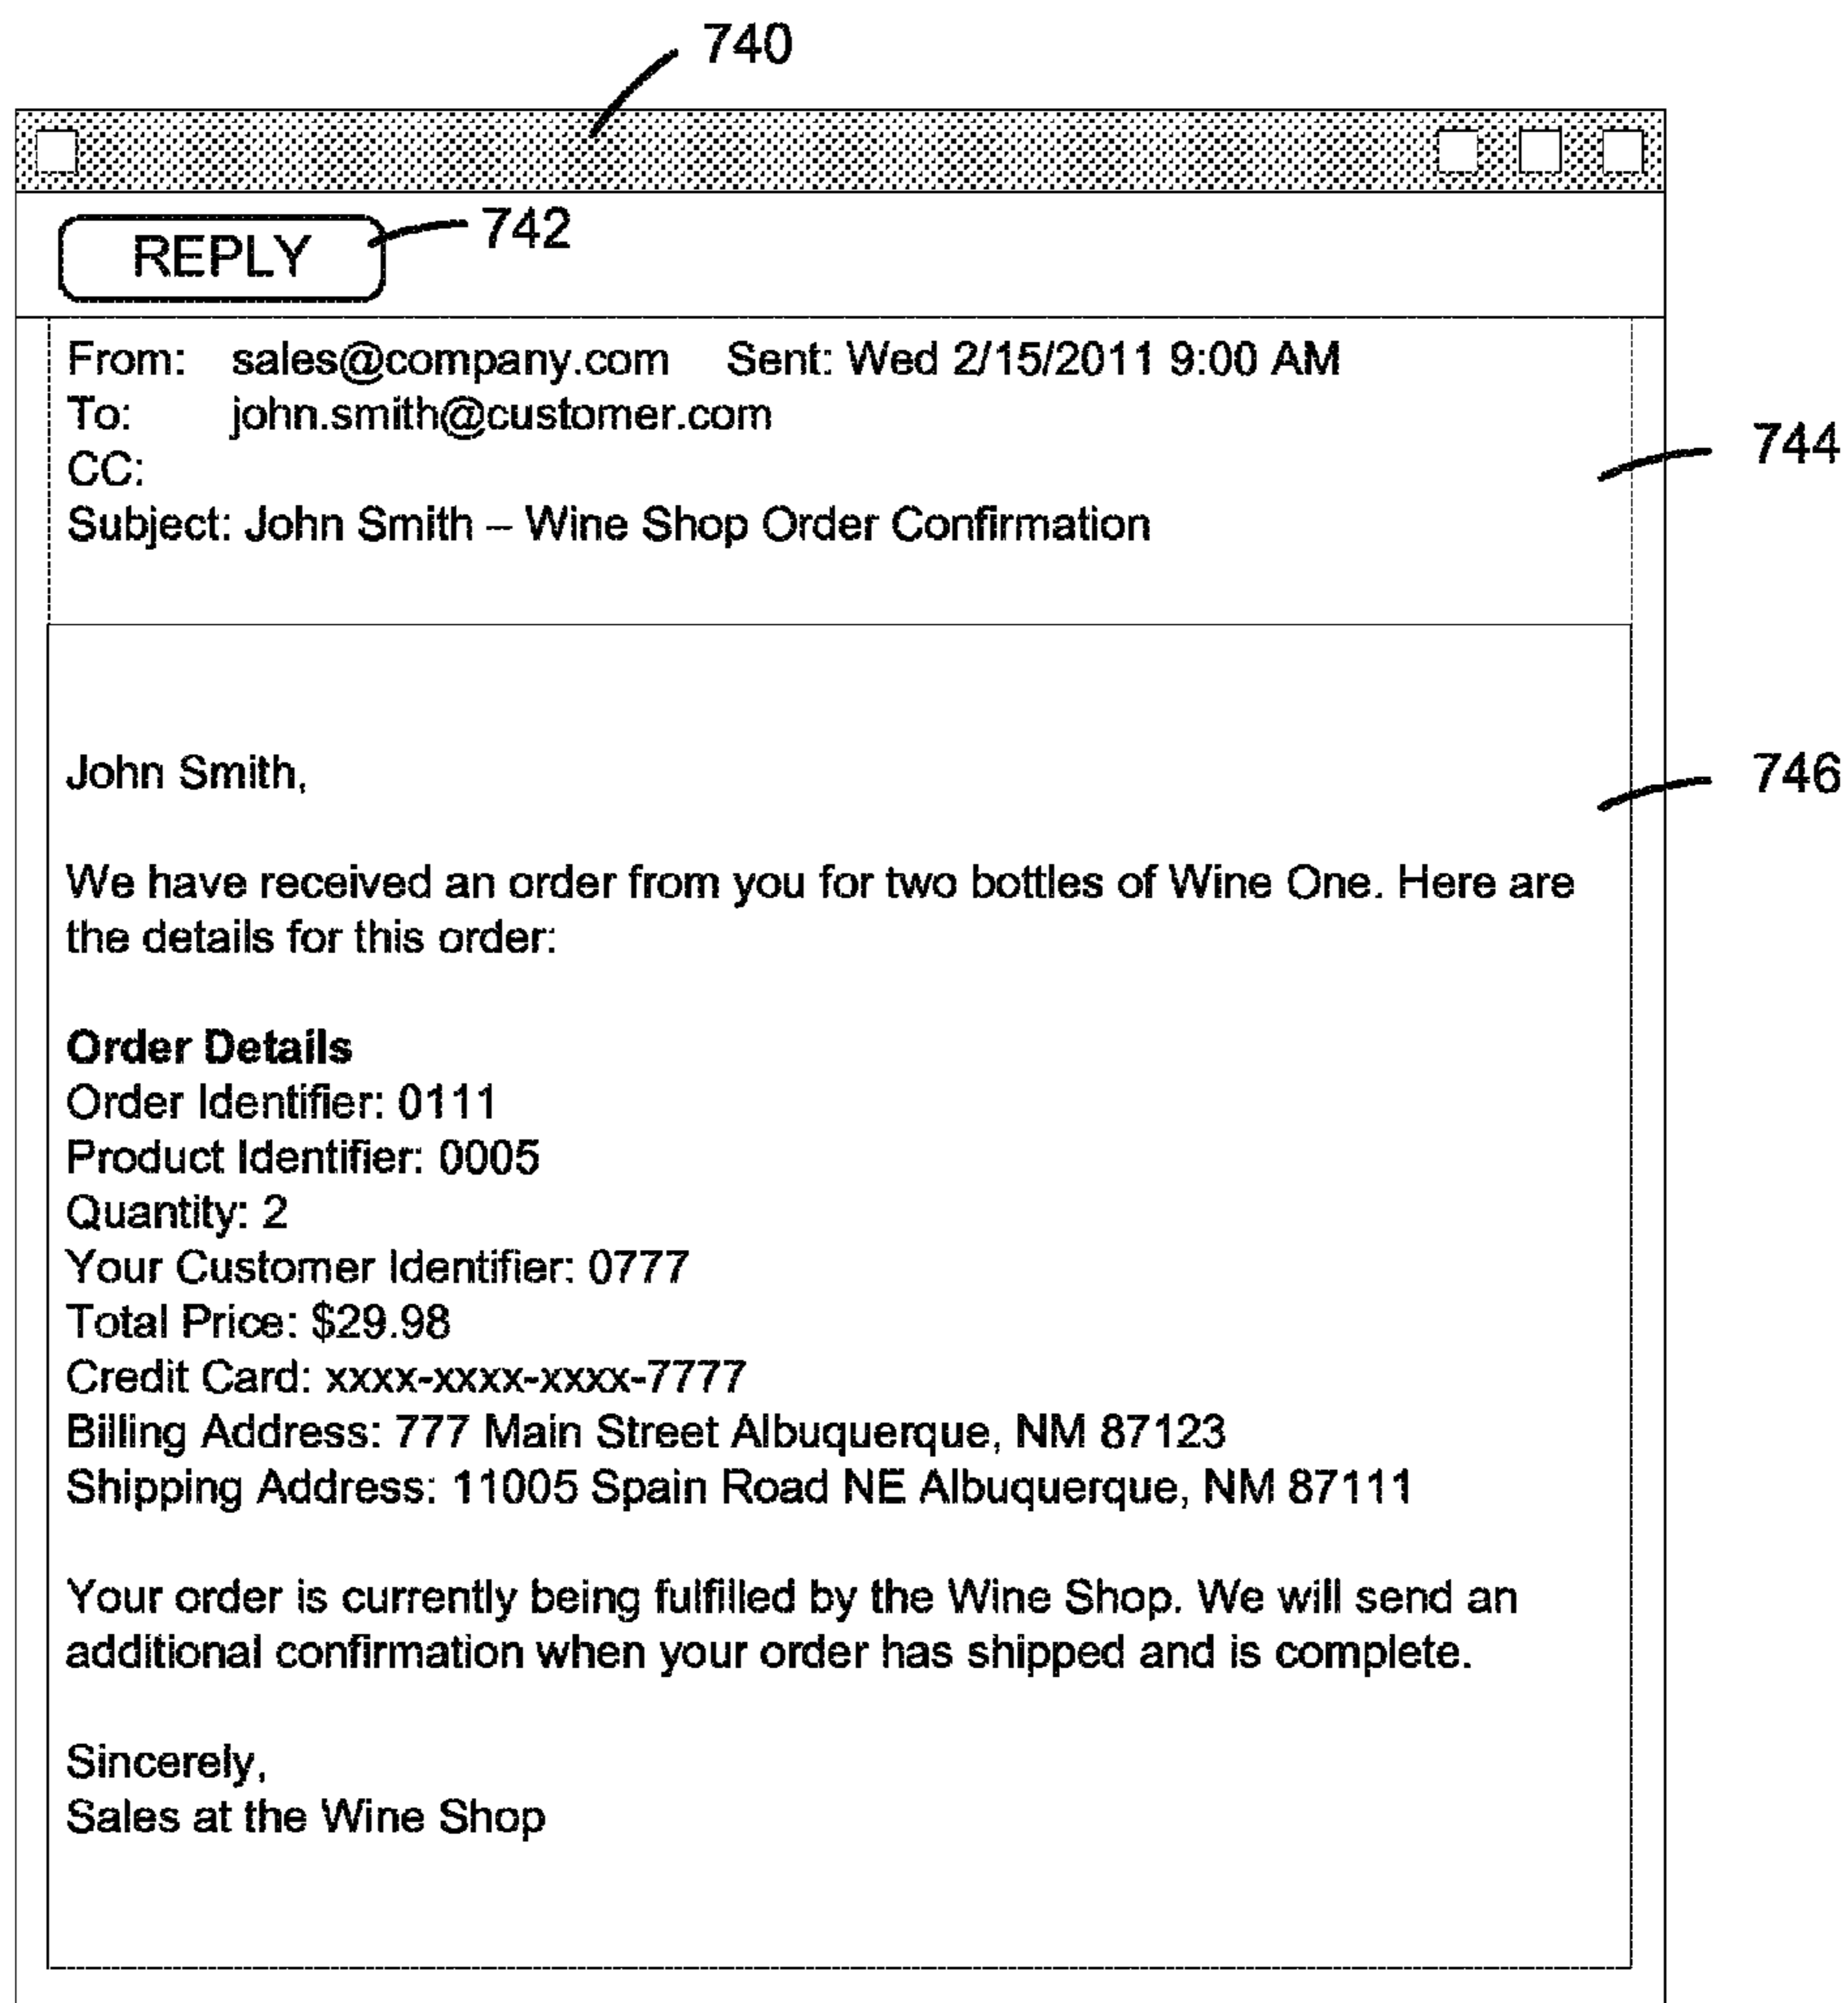 740
REPLY 742
From: sales@company.com Sent: Wed 2/15/2011 9:00 AM
To: john.smith@customer.com
CC:
744
Subject: John Smith – Wine Shop Order Confirmation
John Smith,
746
We have received an order from you for two bottles of Wine One. Here are
the details for this order:
Order Details
Order Identifier: 0111
Product Identifier: 0005
Quantity: 2
Your Customer Identifier: 0777
Total Price: $29.98
Credit Card: xxxx-xxxx-xxxx-7777
Billing Address: 777 Main Street Albuquerque, NM 87123
Shipping Address: 11005 Spain Road NE Albuquerque, NM 87111
Your order is currently being fulfilled by the Wine Shop. We will send an
additional confirmation when your order has shipped and is complete.
Sincerely,
Sales at the Wine Shop